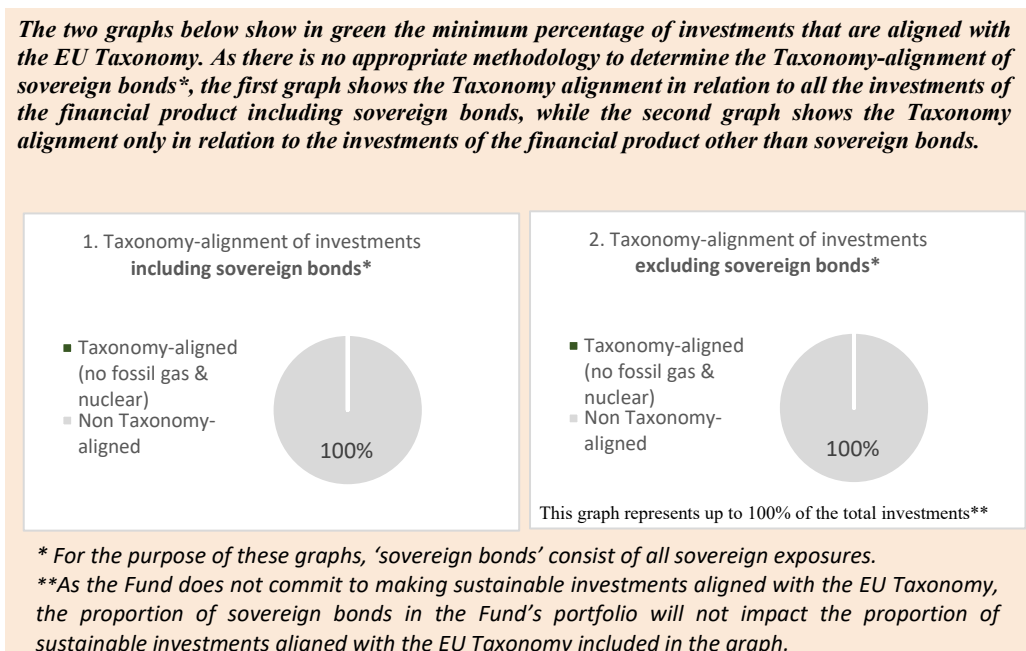 The two graphs below show in green the minimum percentage of investments that are aligned with
the EU Taxonomy. As there is no appropriate methodology to determine the Taxonomy-alignment of
sovereign bonds*, the first graph shows the Taxonomy alignment in relation to all the investments of
the financial product including sovereign bonds, while the second graph shows the Taxonomy
alignment only in relation to the investments of the financial product other than sovereign bonds.
1. Taxonomy-alignment of investments
including sovereign bonds*
Taxonomy-aligned
(no fossil gas &
nuclear)
Non Taxonomy-
aligned
100%
2. Taxonomy-alignment of investments
excluding sovereign bonds*
Taxonomy-aligned
(no fossil gas &
nuclear)
Non Taxonomy-
aligned
100%
This graph represents up to 100% of the total investments**
* For the purpose of these graphs, ‘sovereign bonds’ consist of all sovereign exposures.
**As the Fund does not commit to making sustainable investments aligned with the EU Taxonomy,
the proportion of sovereign bonds in the Fund’s portfolio will not impact the proportion of
sustainable investments aligned with the EU Taxonomy included in the graph.